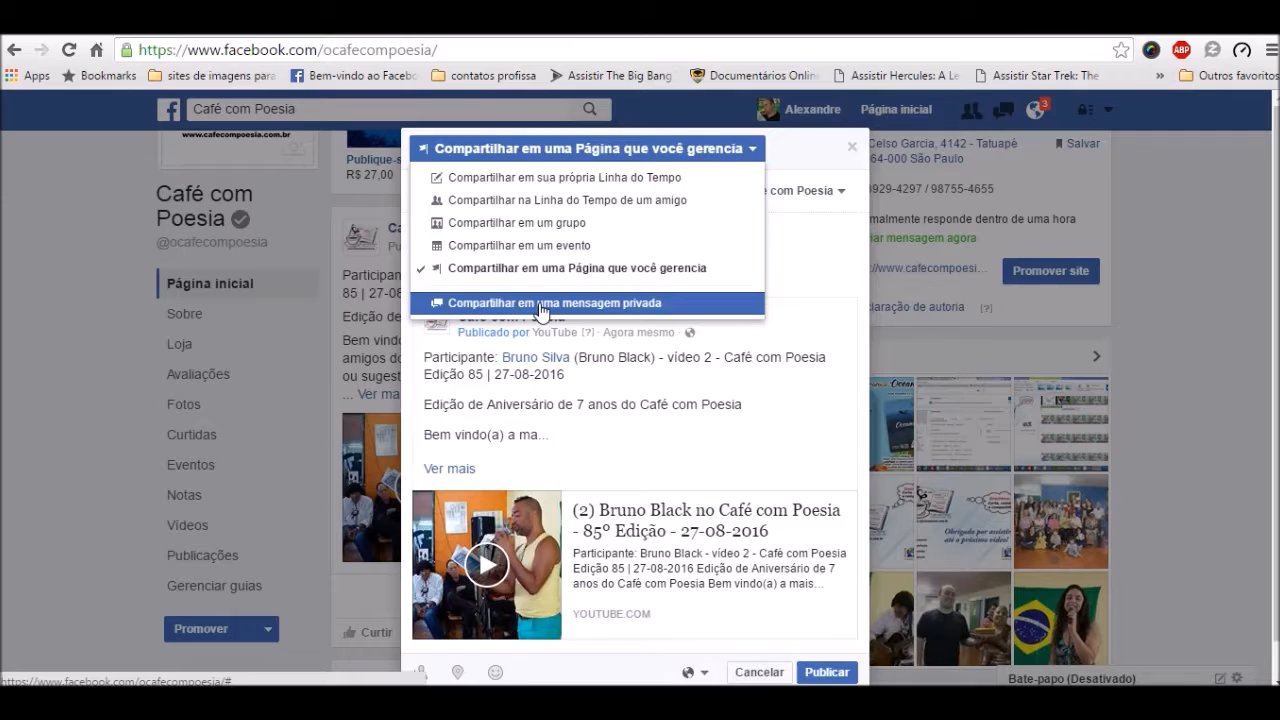 https://www.facebook.com/ocafecompoesia/
Apps
Bookmarks
sites de imagens para
Bem-vindo ao Facebo
contatos profissa
Assistir The Big Bang
Documentários Onlin
Assistir Hercules: A Le
Assistir Star Trek: The
»
Outros favoritos
Café com Poesia
Alexandre
Página inicial
3
www.cafecompoesia.com.br
Publique-s
R$ 27,00
Café com
Poesia
@ocafecompoesia
Página inicial
Sobre
Loja
Avaliações
Fotos
Curtidas
Eventos
Notas
Vídeos
Publicações
Gerenciar guias
Promover
Participante
85 | 27-08
Edição de
Bem vind
amigos do
ou sugest
... Ver ma
Curtir
Compartilhar em uma Página que você gerencia
Compartilhar em sua própria Linha do Tempo
Compartilhar na Linha do Tempo de um amigo
Compartilhar em um grupo
Compartilhar em um evento
Compartilhar em uma Página que você gerencia
Compartilhar em uma mensagem privada
é com Poesia
Publicado por YouTube [?] · Agora mesmo ·
Participante: Bruno Silva (Bruno Black) - vídeo 2 - Café com Poesia
Edição 85 | 27-08-2016
Edição de Aniversário de 7 anos do Café com Poesia
Bem vindo(a) a ma...
Ver mais
(2) Bruno Black no Café com Poesia
- 85º Edição - 27-08-2016
Participante: Bruno Black - vídeo 2 - Café com Poesia
Edição 85 | 27-08-2016 Edição de Aniversário de 7
anos do Café com Poesia Bem vindo(a) a mais...
YOUTUBE.COM
Cancelar
Publicar
Celso Garcia, 4142 - Tatuapé
64-000 São Paulo
Salvar
929-4297 / 98755-4655
malmente responde dentro de uma hora
iar mensagem agora
://www.cafecompoesi...
Promover site
claração de autoria
[?]
Bate-papo (Desativado)
https://www.facebook.com/ocafecompoesia/#